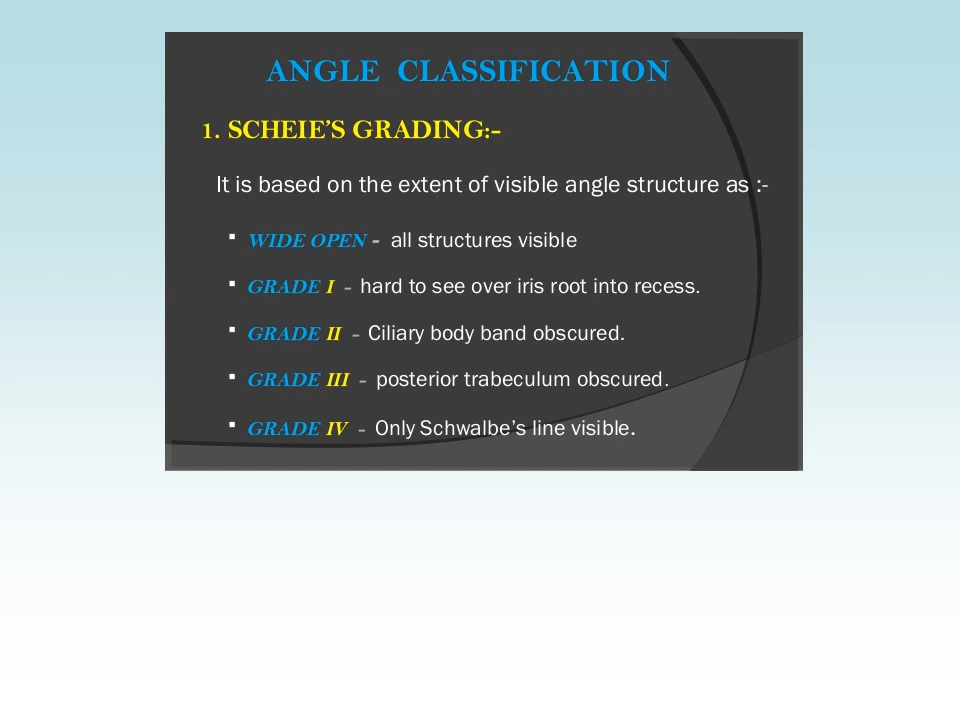 ANGLE CLASSIFICATION
1. SCHEIE’S GRADING:-
It is based on the extent of visible angle structure as :-
▪ WIDE OPEN - all structures visible
▪ GRADE I - hard to see over iris root into recess.
▪ GRADE II - Ciliary body band obscured.
▪ GRADE III - posterior trabeculum obscured.
▪ GRADE IV - Only Schwalbe’s line visible.